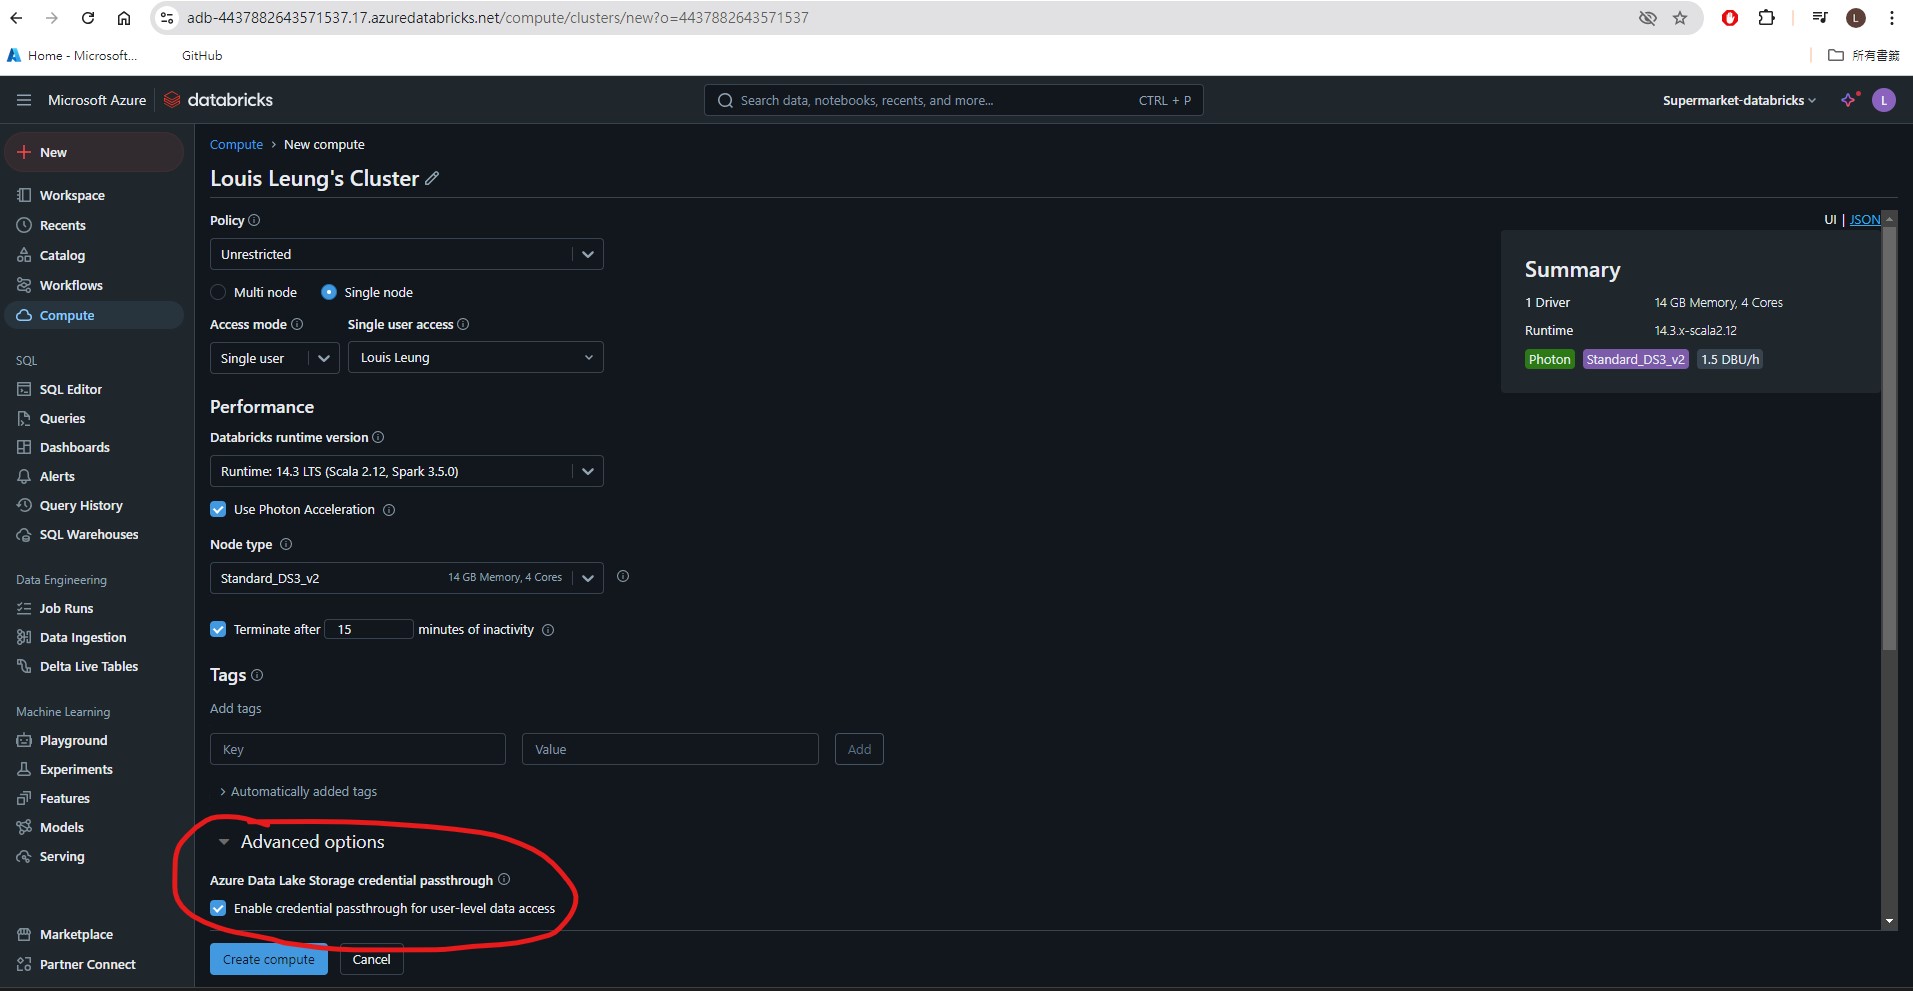 adb-4437882643571537.17.azuredatabricks.net/compute/clusters/new?o=4437882643571537
L
Home - Microsoft...
GitHub
所有書籤
Microsoft Azure
databricks
Search data, notebooks, recents, and more...
CTRL + P
Supermarket-databricks
L
New
Workspace
Recents
Catalog
Workflows
Compute
SQL
SQL Editor
Queries
Dashboards
Alerts
Query History
SQL Warehouses
Data Engineering
Job Runs
Data Ingestion
Delta Live Tables
Machine Learning
Playground
Experiments
Features
Models
Serving
Marketplace
Partner Connect
Compute › New compute
Louis Leung's Cluster
UI | JSON
Policy
Unrestricted
Multi node
Single node
Access mode
Single user access
Single user
Louis Leung
Performance
Databricks runtime version
Runtime: 14.3 LTS (Scala 2.12, Spark 3.5.0)
Use Photon Acceleration
Node type
Standard_DS3_v2
14 GB Memory, 4 Cores
Terminate after 15 minutes of inactivity
Tags
Add tags
Key
Value
Add
Automatically added tags
Advanced options
Azure Data Lake Storage credential passthrough
Enable credential passthrough for user-level data access
Create compute
Cancel
Summary
1 Driver
14 GB Memory, 4 Cores
Runtime
14.3.x-scala2.12
Photon
Standard_DS3_v2
1.5 DBU/h